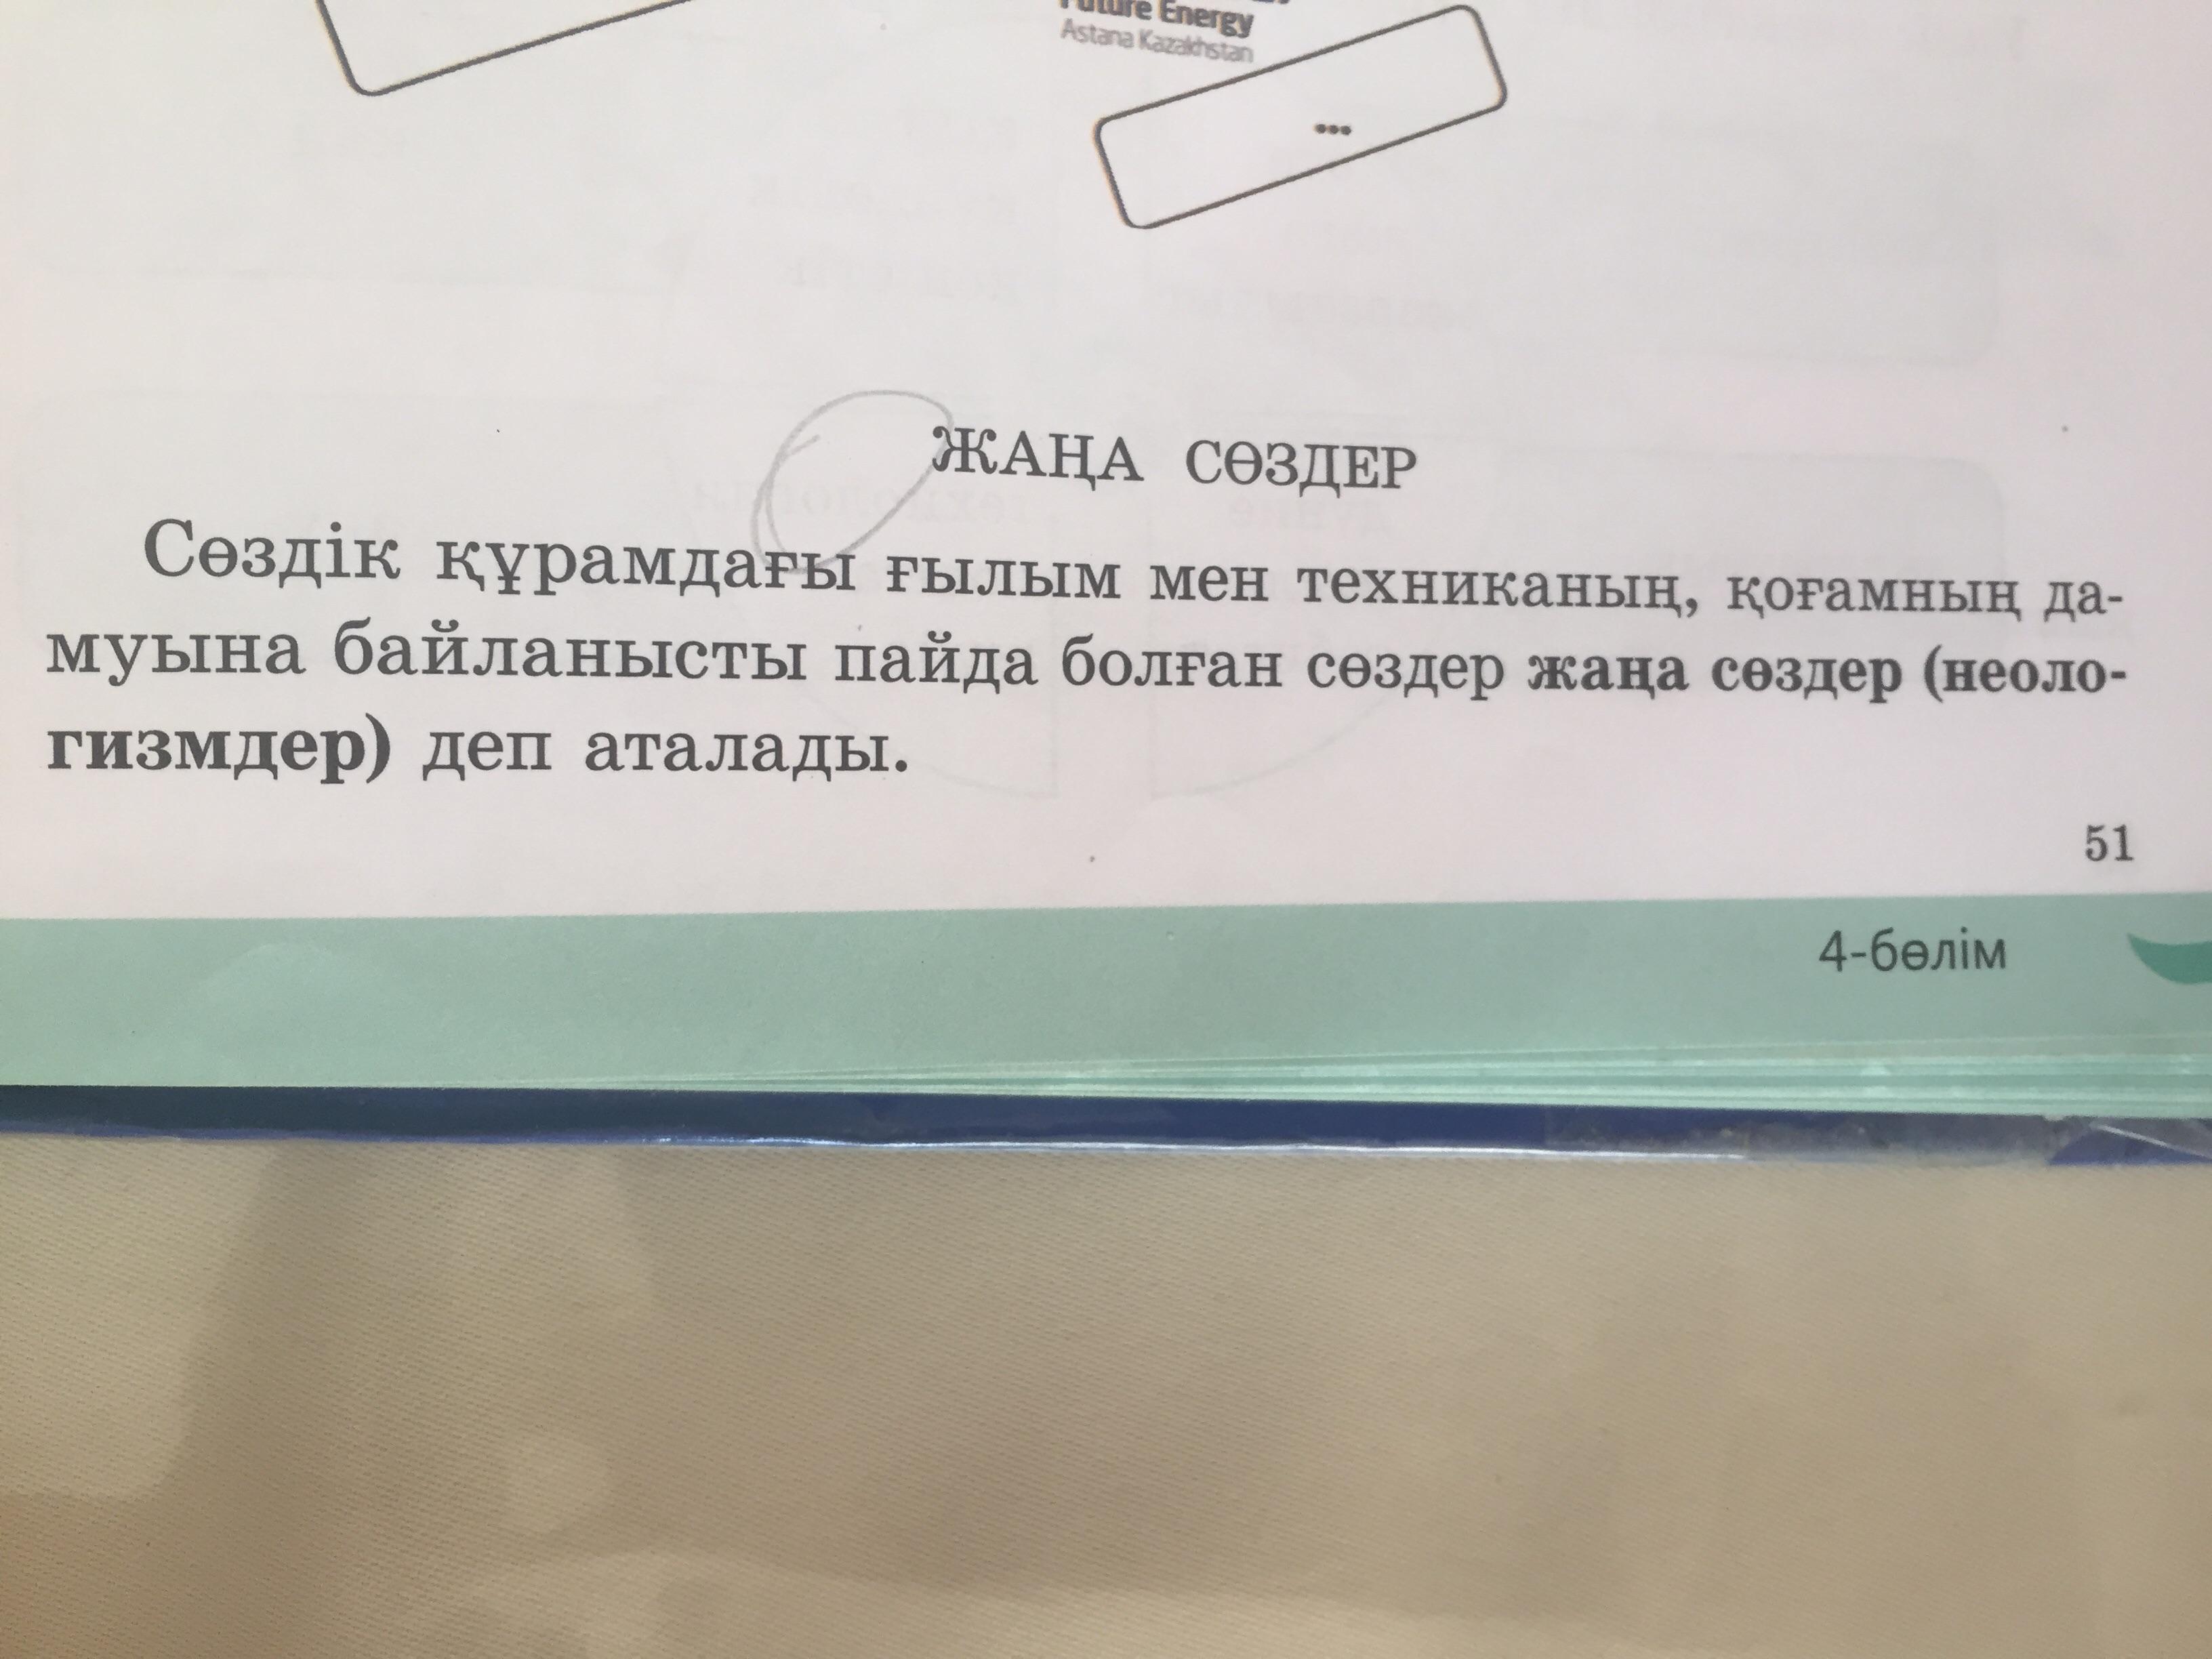 Future Energy
Astana Kazakhstan
...
ЖАҢА СӨЗДЕР
Сөздік құрамдағы ғылым мен техниканың, қоғамның да-
муына байланысты пайда болған сөздер жаңа сөздер (неоло-
гизмдер) деп аталады.
51
4-бөлім